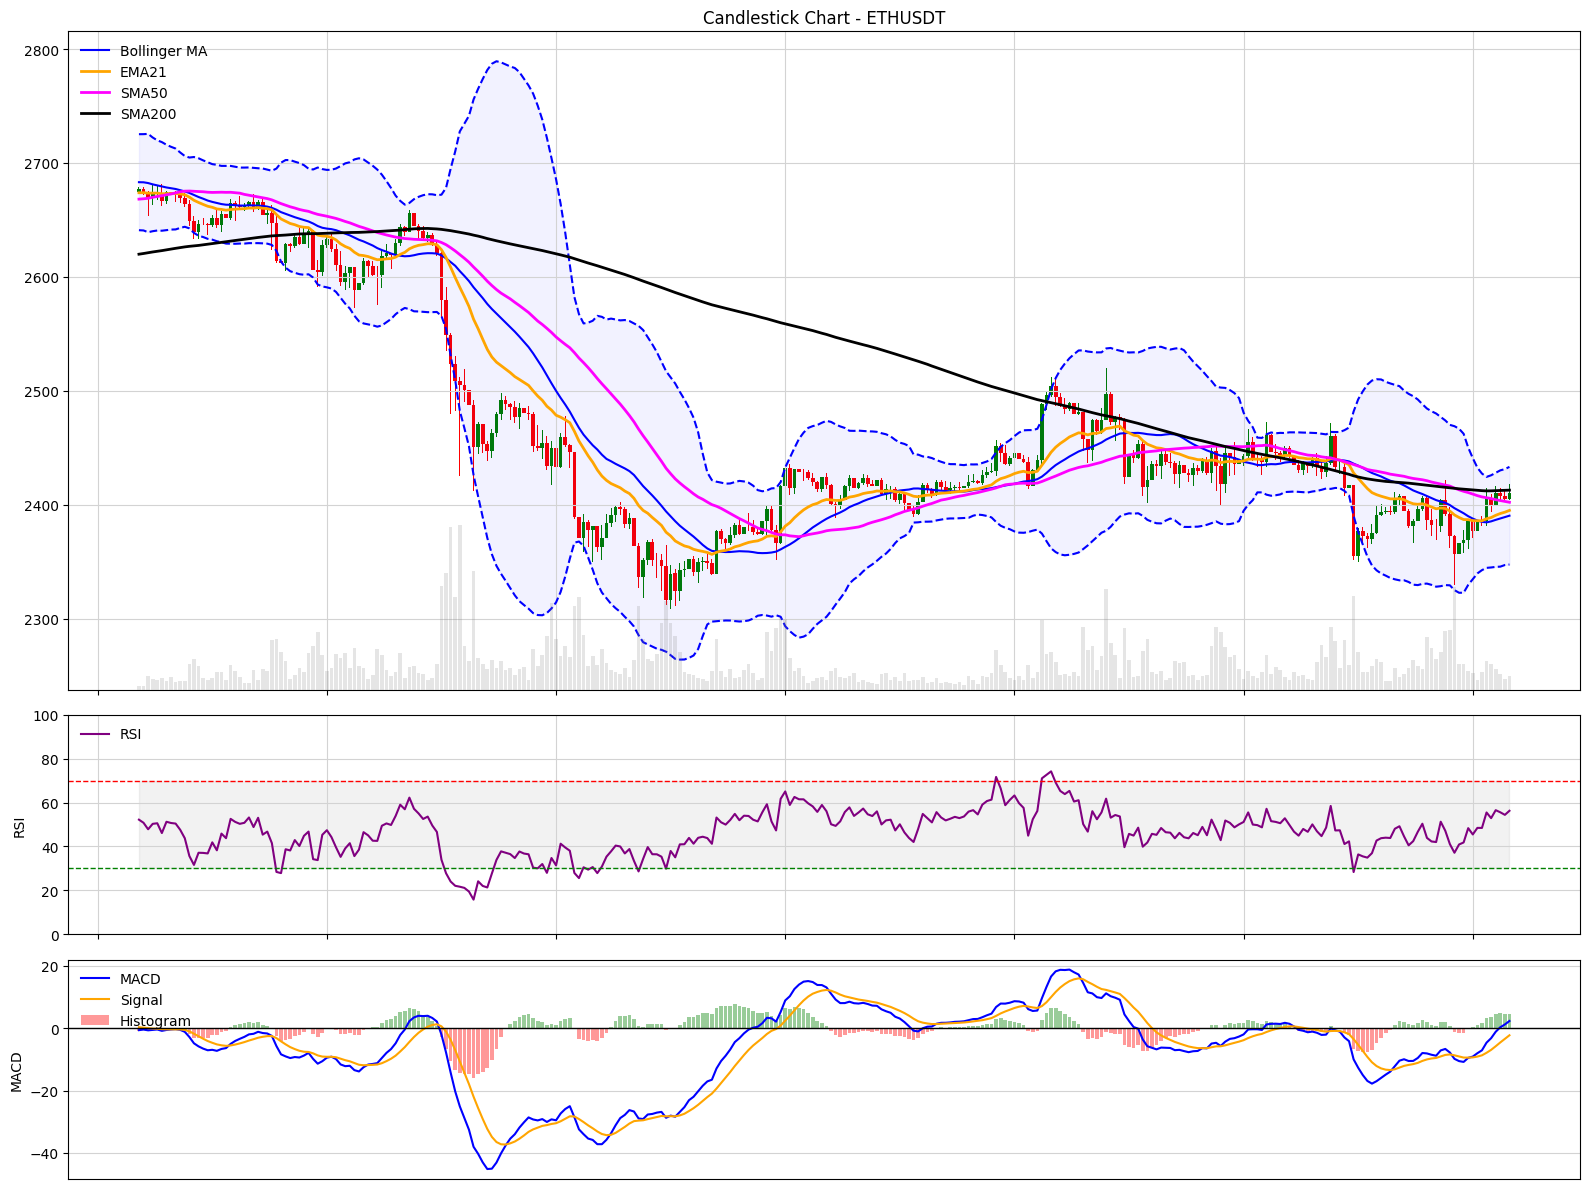 Candlestick Chart - ETHUSDT
Bollinger MA
EMA21
SMA50
SMA200
2800
2700
2600
2500
2400
2300
RSI
100
80
60
40
20
0
RSI
MACD
Signal
Histogram
20
0
−20
−40
MACD